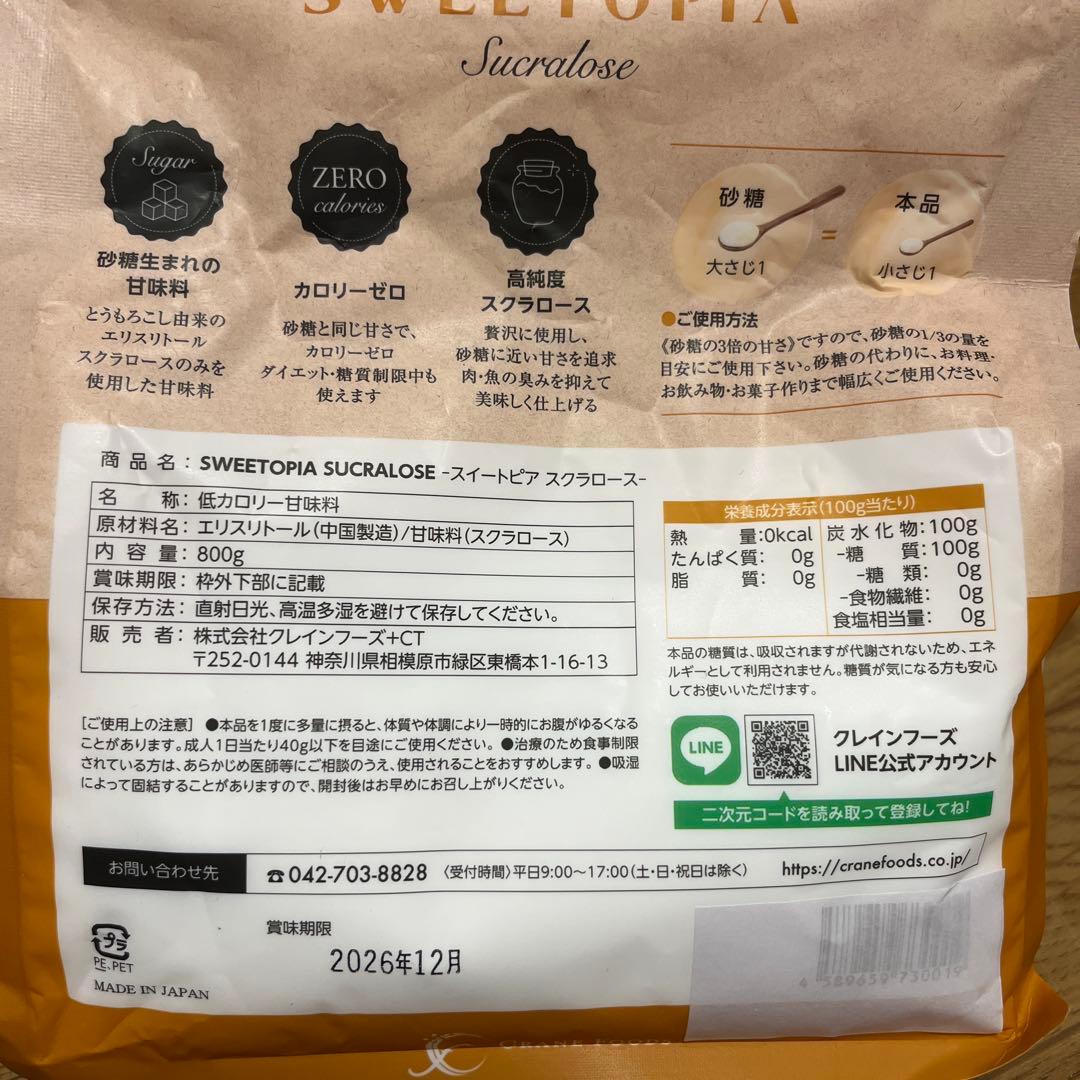 SWEETOPIA
Sucralose
Sugar
ZERO
calories
砂糖生まれの
甘味料
とうもろこし由来の
エリスリトール
スクラロースのみを
使用した甘味料
カロリーゼロ
砂糖と同じ甘さで、
カロリーゼロ
ダイエット・糖質制限中も
使えます
高純度
スクラロース
贅沢に使用し、
砂糖に近い甘さを追求
肉・魚の臭みを抑えて
美味しく仕上げる
砂糖
大さじ1
=
本品
小さじ1
●ご使用方法
《砂糖の3倍の甘さ》ですので、砂糖の1/3の量を
目安にご使用下さい。砂糖の代わりに、お料理・
お飲み物・お菓子作りまで幅広くご使用ください。
商品名：SWEETOPIA SUCRALOSE -スイートピア スクラロース-
名称：低カロリー甘味料
原材料名：エリスリトール(中国製造)/甘味料(スクラロース)
内容量：800g
賞味期限：枠外下部に記載
保存方法：直射日光、高温多湿を避けて保存してください。
販売者：株式会社クレインフーズ+CT
〒252-0144 神奈川県相模原市緑区東橋本1-16-13
栄養成分表示(100g当たり)
熱量：0kcal
たんぱく質：0g
脂質：0g
炭水化物：100g
-糖質：100g
-糖類：0g
-食物繊維：0g
食塩相当量：0g
本品の糖質は、吸収されますが代謝されないため、エネ
ルギーとして利用されません。糖質が気になる方も安心
してお使いいただけます。
[ご使用上の注意] ●本品を1度に多量に摂ると、体質や体調により一時的にお腹がゆるくなる
ことがあります。成人1日当たり40g以下を目途にご使用ください。●治療のため食事制限
されている方は、あらかじめ医師等にご相談のうえ、使用されることをおすすめします。●吸湿
によって固結することがありますので、開封後はお早めにお召し上がりください。
LINE
クレインフーズ
LINE公式アカウント
二次元コードを読み取って登録してね!
お問い合わせ先
☎042-703-8828 〈受付時間〉平日9:00〜17:00(土・日・祝日は除く)
https://cranefoods.co.jp/
プラ
PE、PET
MADE IN JAPAN
賞味期限
2026年12月
4 589659 730019
CRANE FOODS